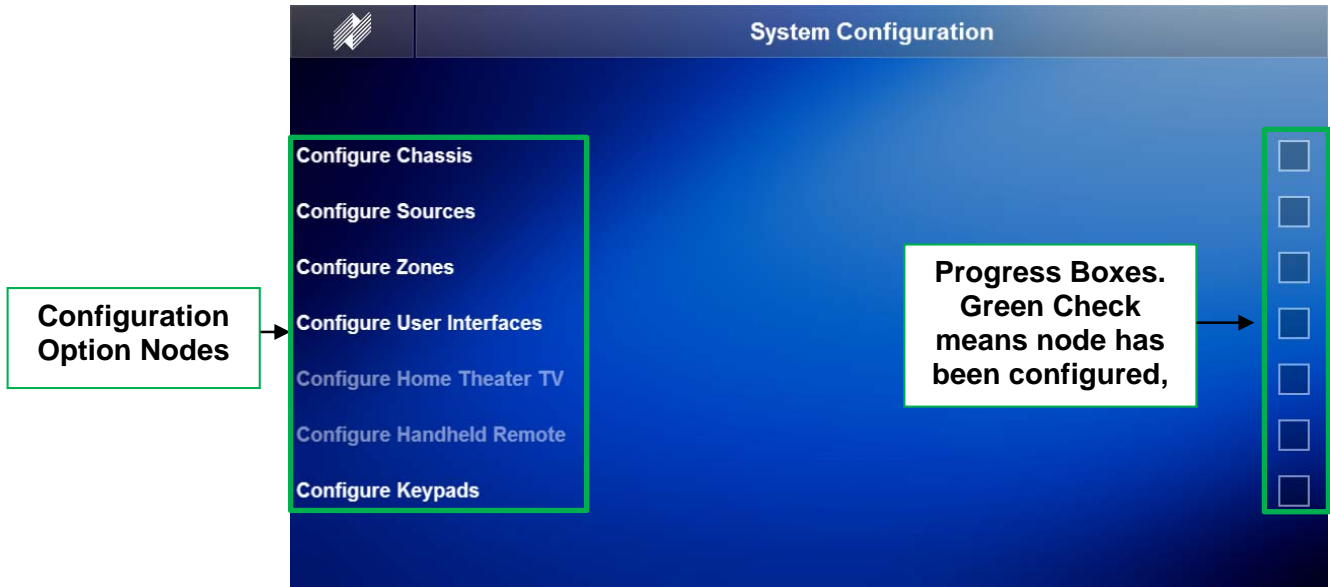 System Configuration
Configure Chassis
Configure Sources
Configure Zones
Configure User Interfaces
Configure Home Theater TV
Configure Handheld Remote
Configure Keypads
Configuration
Option Nodes
Progress Boxes.
Green Check
means node has
been configured,